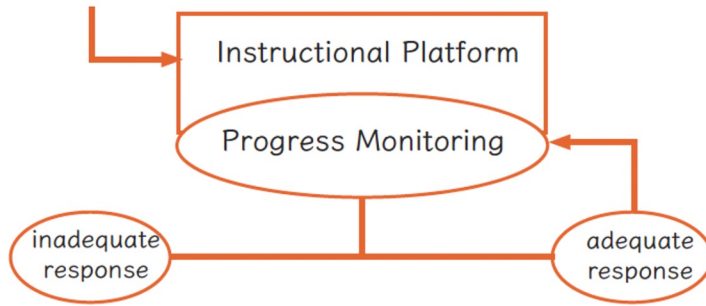 Instructional Platform
Progress Monitoring
inadequate
response
adequate
response